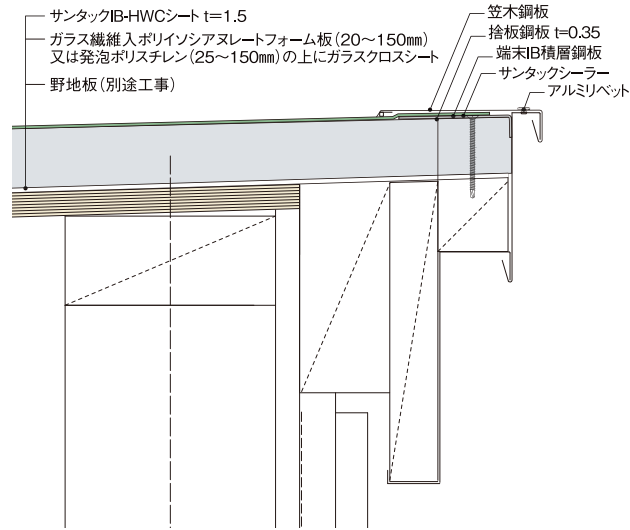 サンタックIB-HWCシート t=1.5
ガラス繊維入ポリイソシアヌレートフォーム板（20～150㎜）
又は発泡ポリスチレン（25～150㎜）の上にガラスクロスシート
野地板（別途工事）
笠木鋼板
捨板鋼板 t=0.35
端末IB積層鋼板
サンタックシーラー
アルミリベット